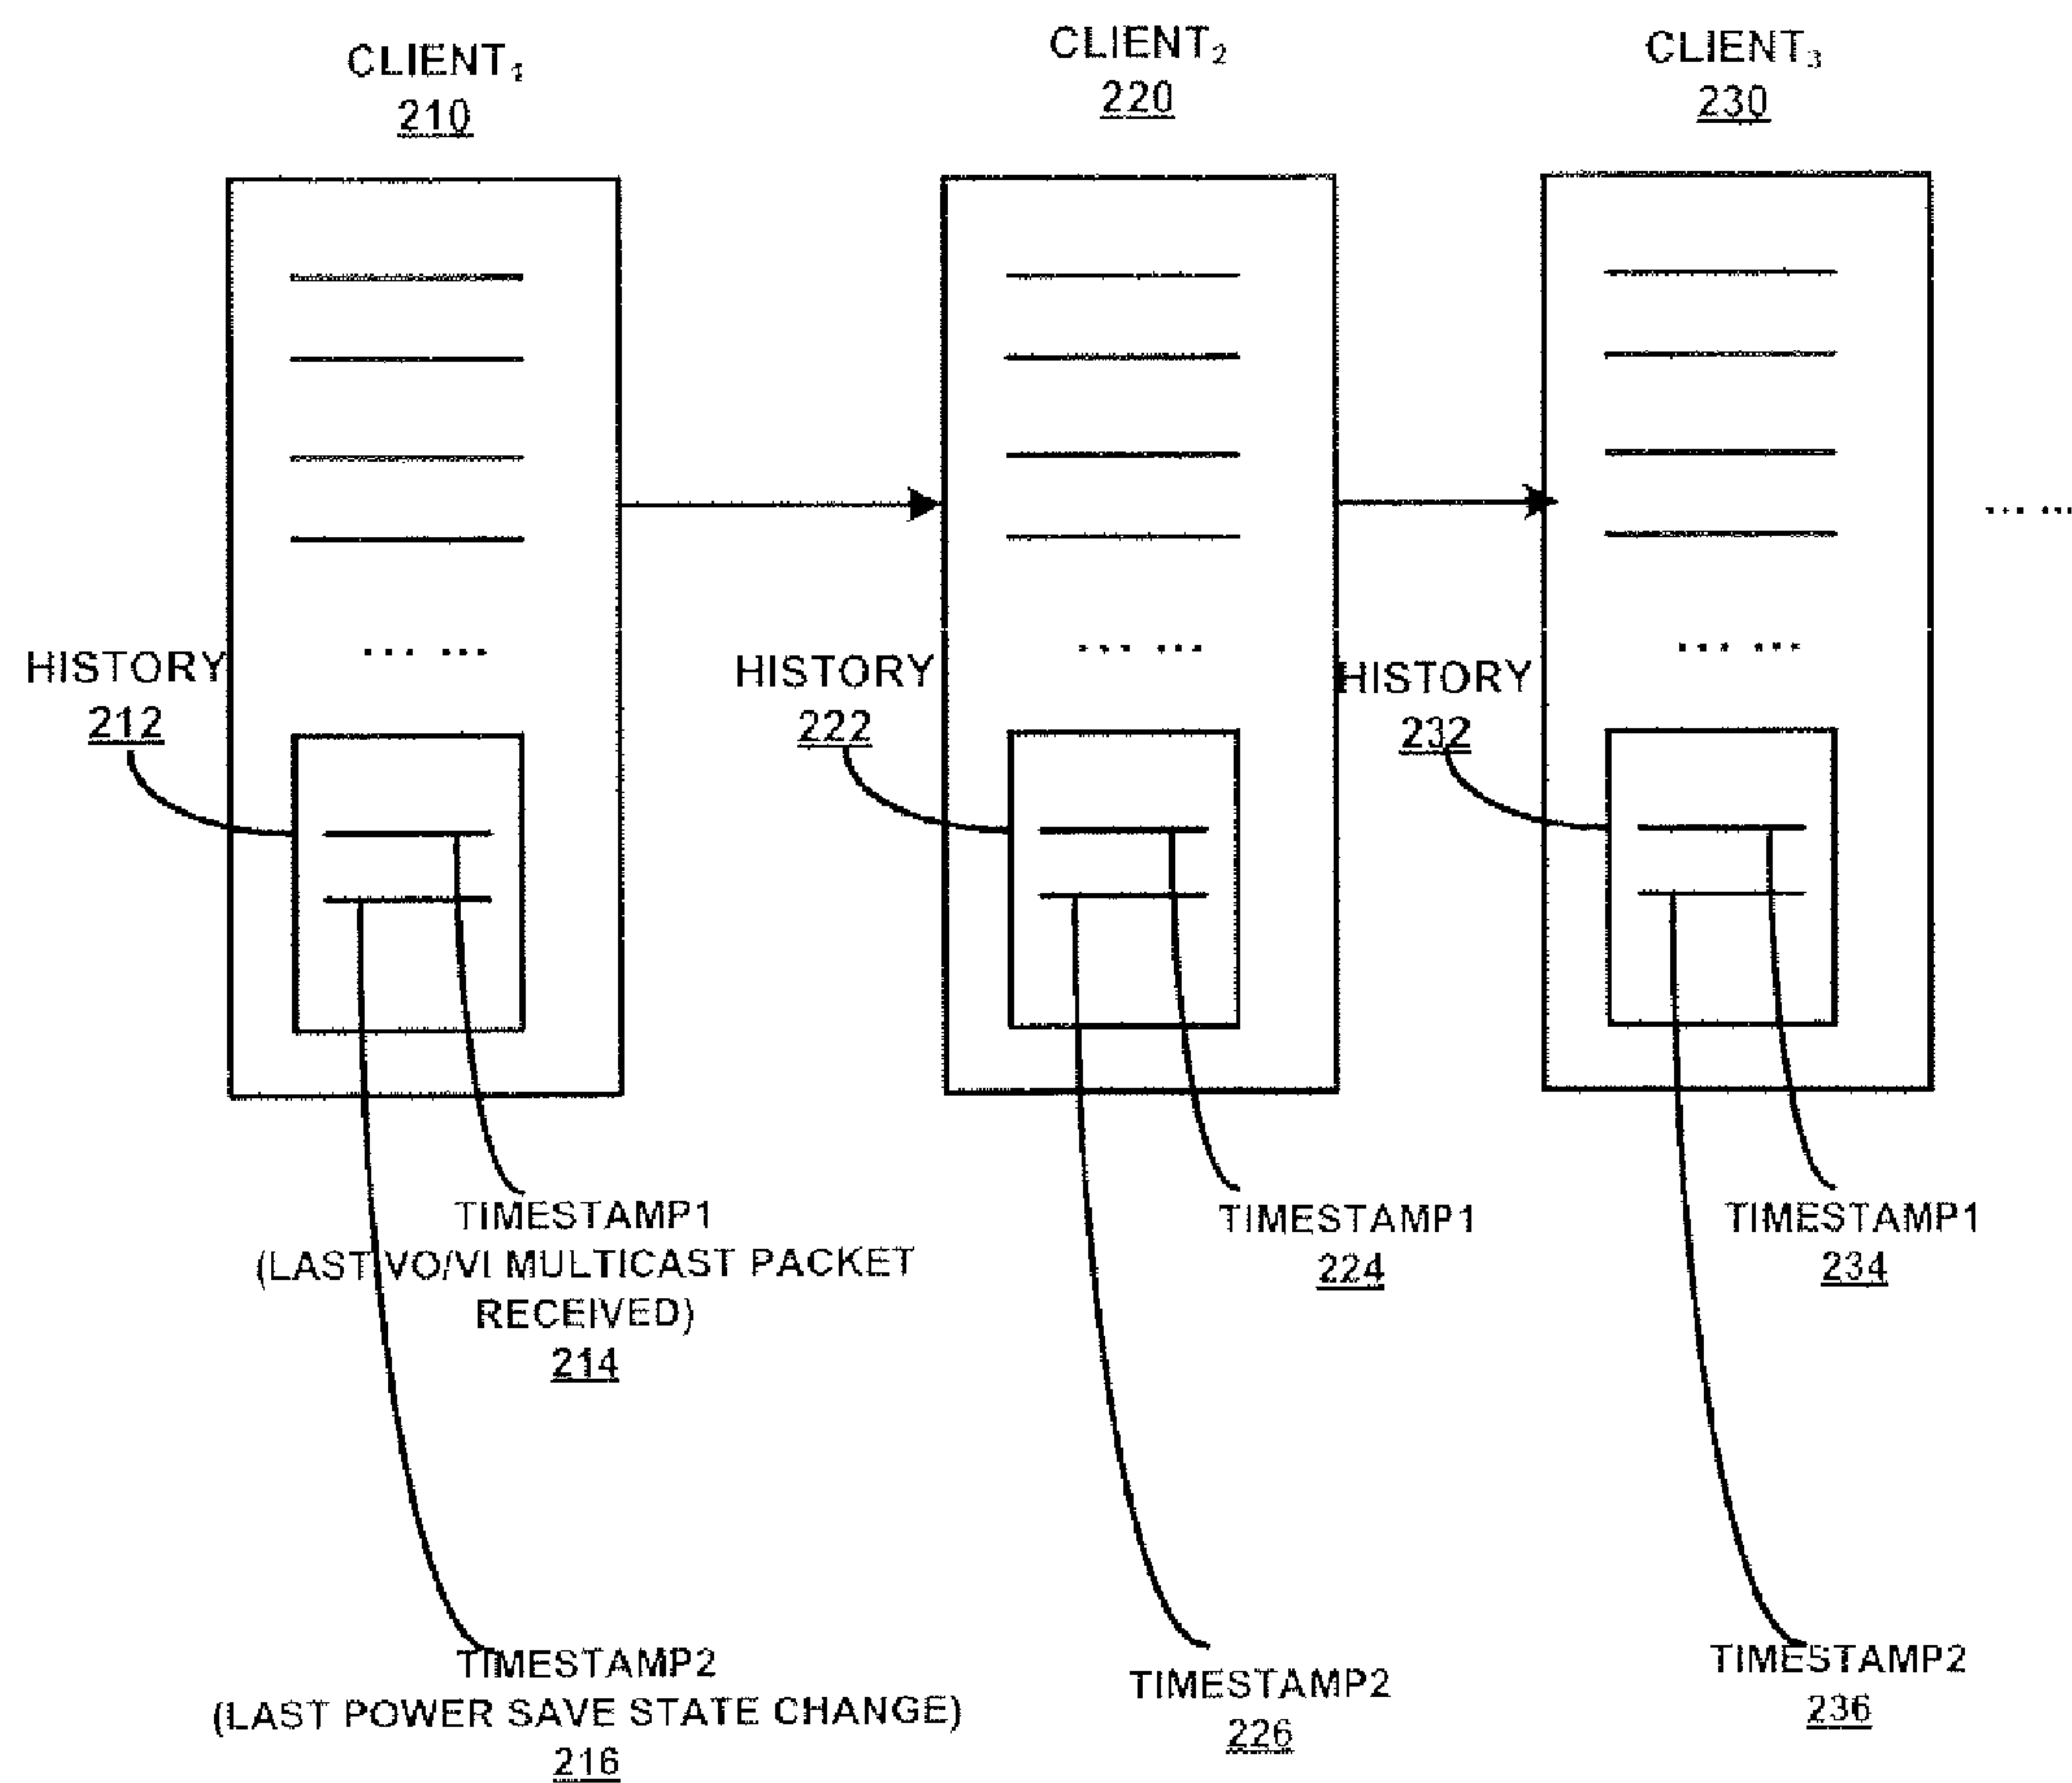 CLIENT₁
210
CLIENT₂
220
CLIENT₃
230
HISTORY
212
HISTORY
222
HISTORY
232
TIMESTAMP1
(LAST VO/VI MULTICAST PACKET
RECEIVED)
214
TIMESTAMP1
224
TIMESTAMP1
234
TIMESTAMP2
(LAST POWER SAVE STATE CHANGE)
216
TIMESTAMP2
226
TIMESTAMP2
236